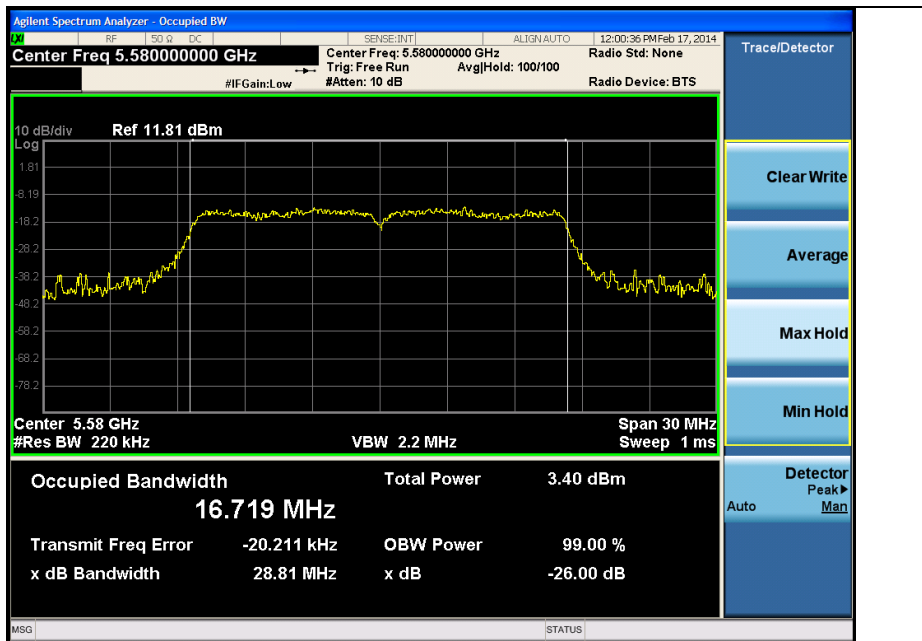 Agilent Spectrum Analyzer - Occupied BW
LXI RF 50 Ω DC SENSE:INT ALIGN AUTO 12:00:36 PM Feb 17, 2014
Center Freq 5.580000000 GHz
Center Freq: 5.580000000 GHz Radio Std: None
Trig: Free Run Avg|Hold: 100/100
#IFGain:Low #Atten: 10 dB Radio Device: BTS
10 dB/div Ref 11.81 dBm
Log
1.81
-8.19
-18.2
-28.2
-38.2
-48.2
-58.2
-68.2
-78.2
Center 5.58 GHz Span 30 MHz
#Res BW 220 kHz VBW 2.2 MHz Sweep 1 ms
Occupied Bandwidth Total Power 3.40 dBm
16.719 MHz
Transmit Freq Error -20.211 kHz OBW Power 99.00 %
x dB Bandwidth 28.81 MHz x dB -26.00 dB
MSG STATUS
Trace/Detector
Clear Write
Average
Max Hold
Min Hold
Detector
Peak▶
Auto Man